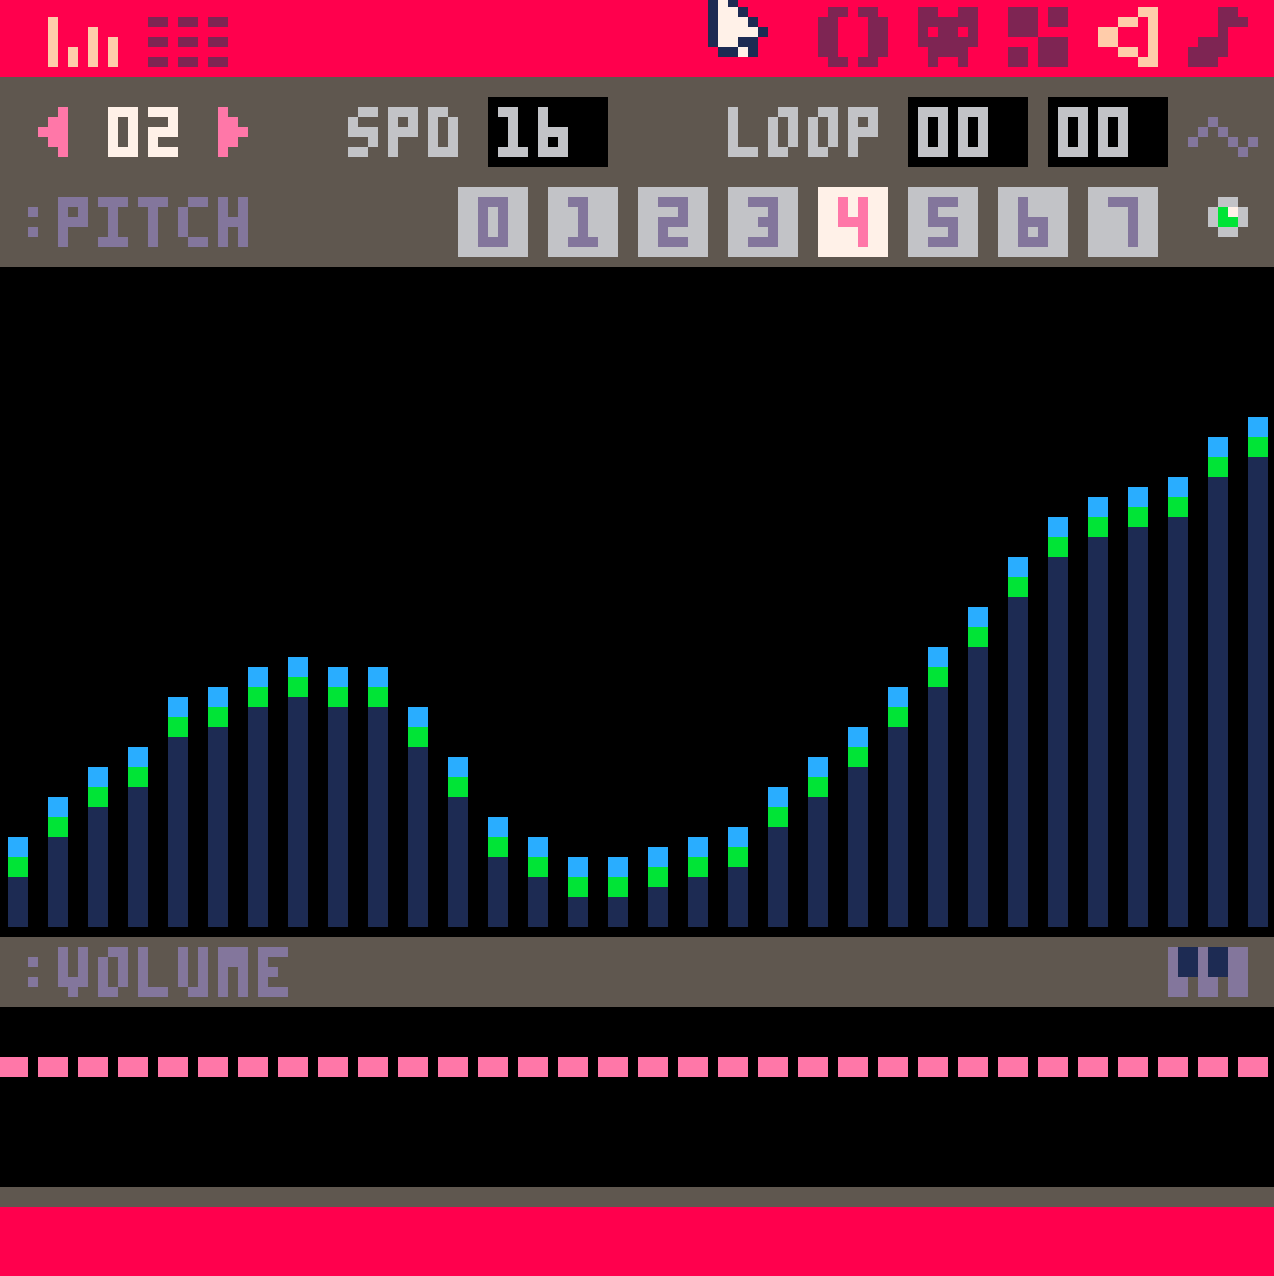 02 SPD 16 LOOP 00 00
:PITCH 0 1 2 3 4 5 6 7
:VOLUME